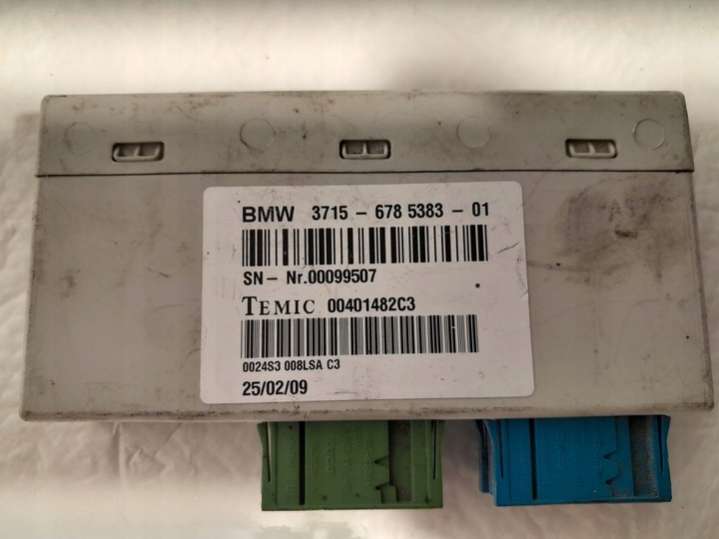 BMW 3715 - 678 5383 - 01
SN - Nr.00099507
TEMIC 00401482C3
0024S3 008LSA C3
25/02/09